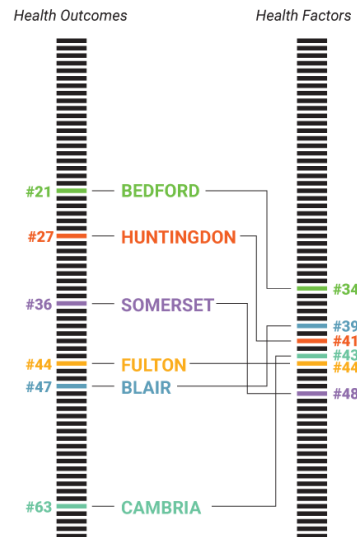 Health Outcomes
Health Factors
#21 BEDFORD
#27 HUNTINGDON
#34
#36 SOMERSET
#39
#41
#43
#44 FULTON #44
#47 BLAIR
#48
#63 CAMBRIA